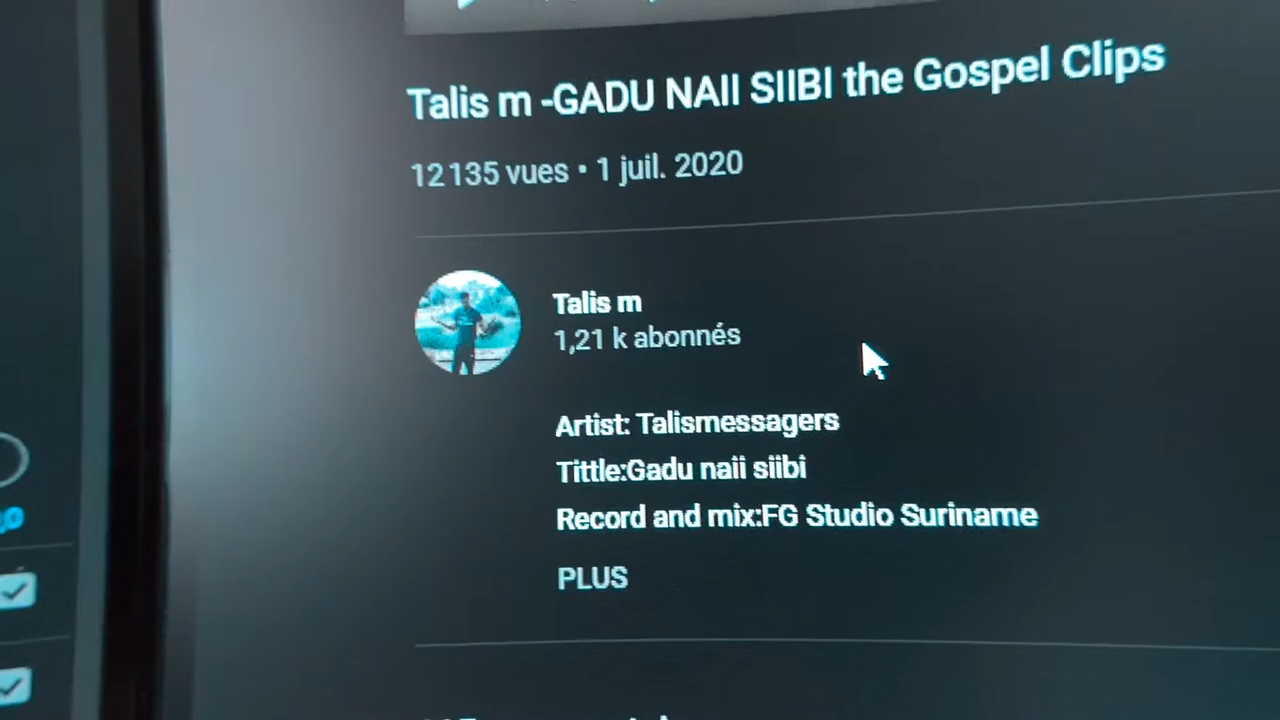 Talis m -GADU NAII SIIBI the Gospel Clips
12 135 vues • 1 juil. 2020
Talis m
1,21 k abonnés
Artist: Talismessagers
Tittle:Gadu naii siibi
Record and mix:FG Studio Suriname
PLUS